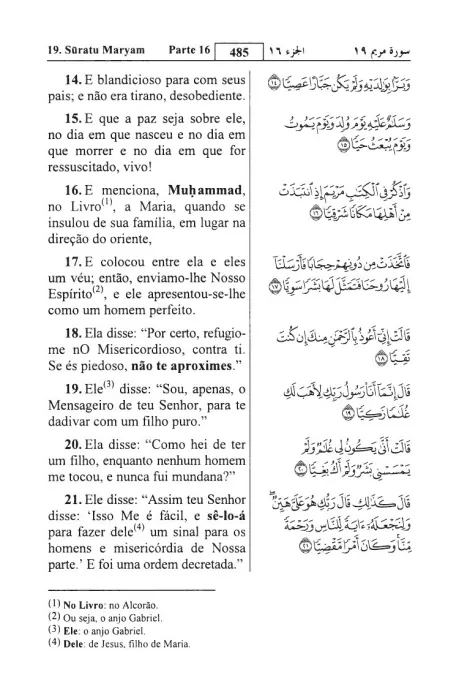 19. Sūratu Maryam    Parte 16    485    الجزء ١٦    سورة مريم ١٩
14. E blandicioso para com seus
pais; e não era tirano, desobediente.
15. E que a paz seja sobre ele,
no dia em que nasceu e no dia em
que morrer e no dia em que for
ressuscitado, vivo!
16. E menciona, Muḥammad,
no Livro(1), a Maria, quando se
insulou de sua família, em lugar na
direção do oriente,
17. E colocou entre ela e eles
um véu; então, enviamo-lhe Nosso
Espírito(2), e ele apresentou-se-lhe
como um homem perfeito.
18. Ela disse: “Por certo, refugio-
me nO Misericordioso, contra ti.
Se és piedoso, não te aproximes.”
19. Ele(3) disse: “Sou, apenas, o
Mensageiro de teu Senhor, para te
dadivar com um filho puro.”
20. Ela disse: “Como hei de ter
um filho, enquanto nenhum homem
me tocou, e nunca fui mundana?”
21. Ele disse: “Assim teu Senhor
disse: ‘Isso Me é fácil, e sê-lo-á
para fazer dele(4) um sinal para os
homens e misericórdia de Nossa
parte.’ E foi uma ordem decretada.”
وَبَرًّا بِوَٰلِدَيْهِ وَلَمْ يَكُن جَبَّارًا عَصِيًّا ١٤
وَسَلَٰمٌ عَلَيْهِ يَوْمَ وُلِدَ وَيَوْمَ يَمُوتُ
وَيَوْمَ يُبْعَثُ حَيًّا ١٥
وَٱذْكُرْ فِى ٱلْكِتَٰبِ مَرْيَمَ إِذِ ٱنتَبَذَتْ
مِنْ أَهْلِهَا مَكَانًا شَرْقِيًّا ١٦
فَٱتَّخَذَتْ مِن دُونِهِمْ حِجَابًا فَأَرْسَلْنَآ
إِلَيْهَا رُوحَنَا فَتَمَثَّلَ لَهَا بَشَرًا سَوِيًّا ١٧
قَالَتْ إِنِّىٓ أَعُوذُ بِٱلرَّحْمَٰنِ مِنكَ إِن كُنتَ
تَقِيًّا ١٨
قَالَ إِنَّمَآ أَنَا۠ رَسُولُ رَبِّكِ لِأَهَبَ لَكِ
غُلَٰمًا زَكِيًّا ١٩
قَالَتْ أَنَّىٰ يَكُونُ لِى غُلَٰمٌ وَلَمْ
يَمْسَسْنِى بَشَرٌ وَلَمْ أَكُ بَغِيًّا ٢٠
قَالَ كَذَٰلِكِ قَالَ رَبُّكِ هُوَ عَلَىَّ هَيِّنٌ ۖ
وَلِنَجْعَلَهُۥٓ ءَايَةً لِّلنَّاسِ وَرَحْمَةً
مِّنَّا ۚ وَكَانَ أَمْرًا مَّقْضِيًّا ٢١
(1) No Livro: no Alcorão.
(2) Ou seja, o anjo Gabriel.
(3) Ele: o anjo Gabriel.
(4) Dele: de Jesus, filho de Maria.